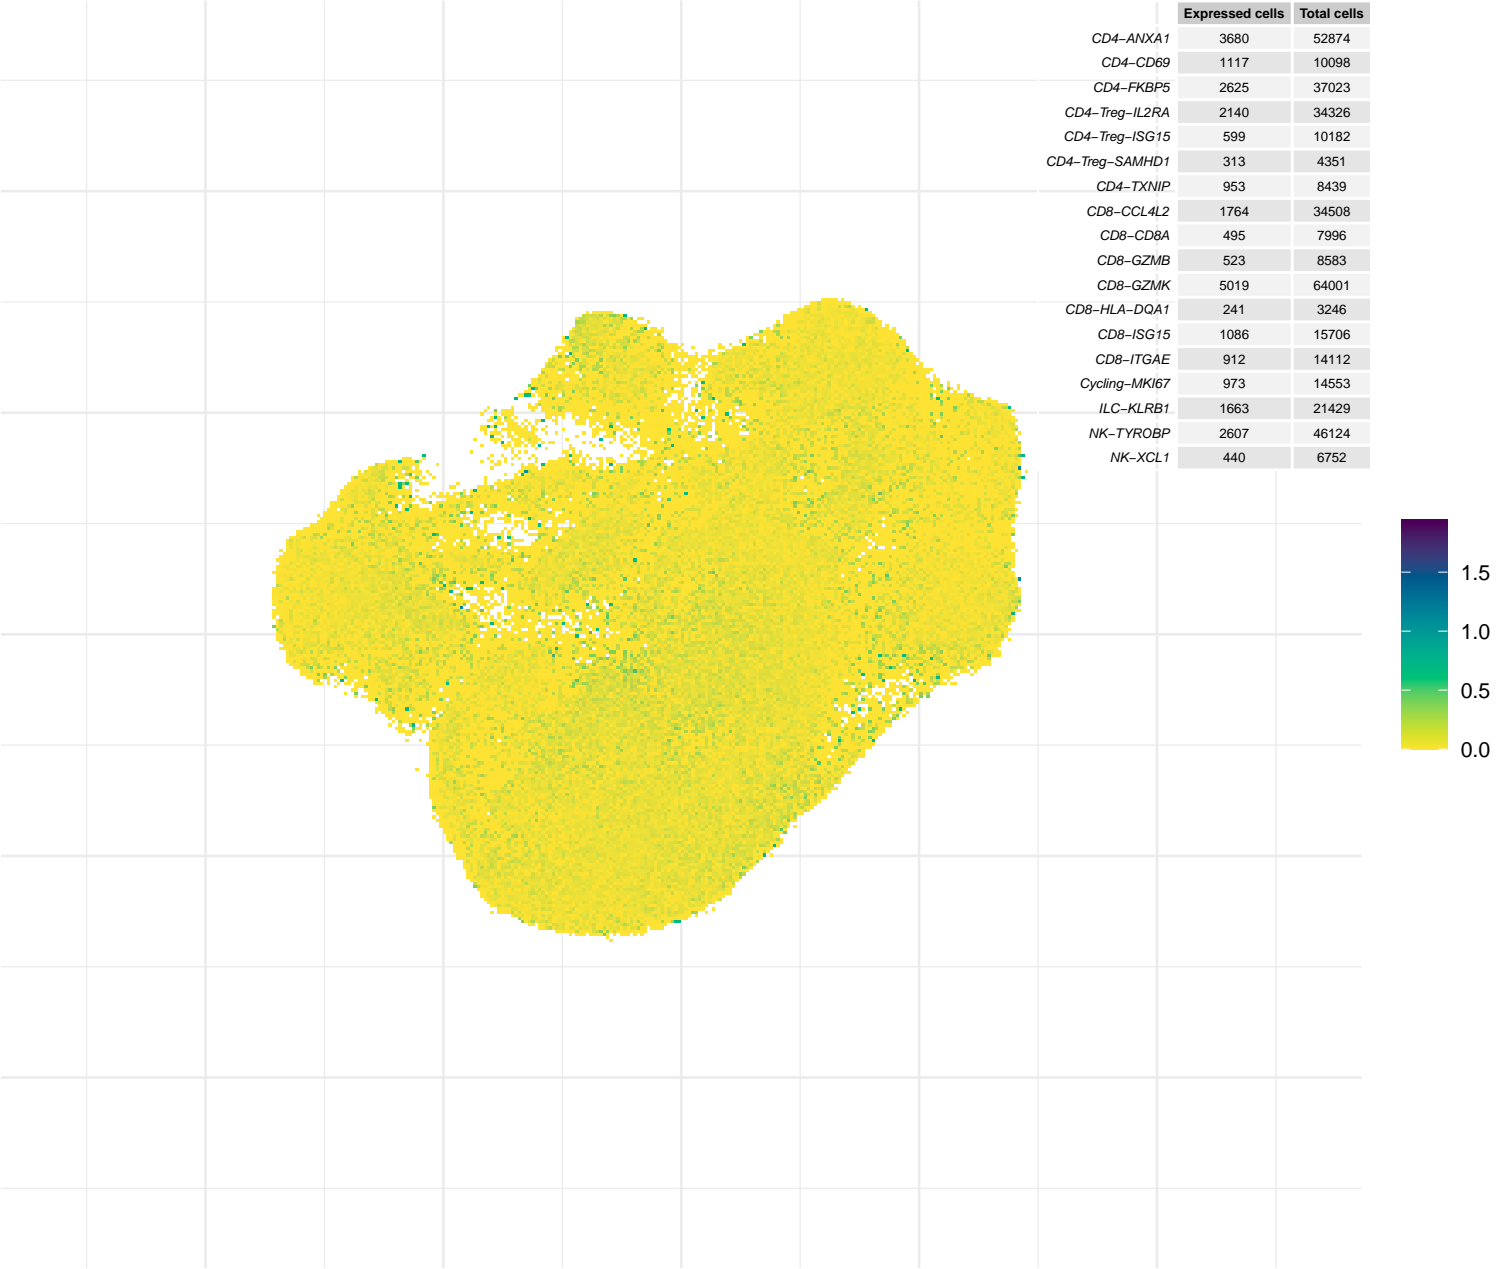 Expressed cells Total cells
CD4−ANXA1 3680 52874
CD4−CD69 1117 10098
CD4−FKBP5 2625 37023
CD4−Treg−IL2RA 2140 34326
CD4−Treg−ISG15 599 10182
CD4−Treg−SAMHD1 313 4351
CD4−TXNIP 953 8439
CD8−CCL4L2 1764 34508
CD8−CD8A 495 7996
CD8−GZMB 523 8583
CD8−GZMK 5019 64001
CD8−HLA−DQA1 241 3246
CD8−ISG15 1086 15706
CD8−ITGAE 912 14112
Cycling−MKI67 973 14553
ILC−KLRB1 1663 21429
NK−TYROBP 2607 46124
NK−XCL1 440 6752
1.5
1.0
0.5
0.0